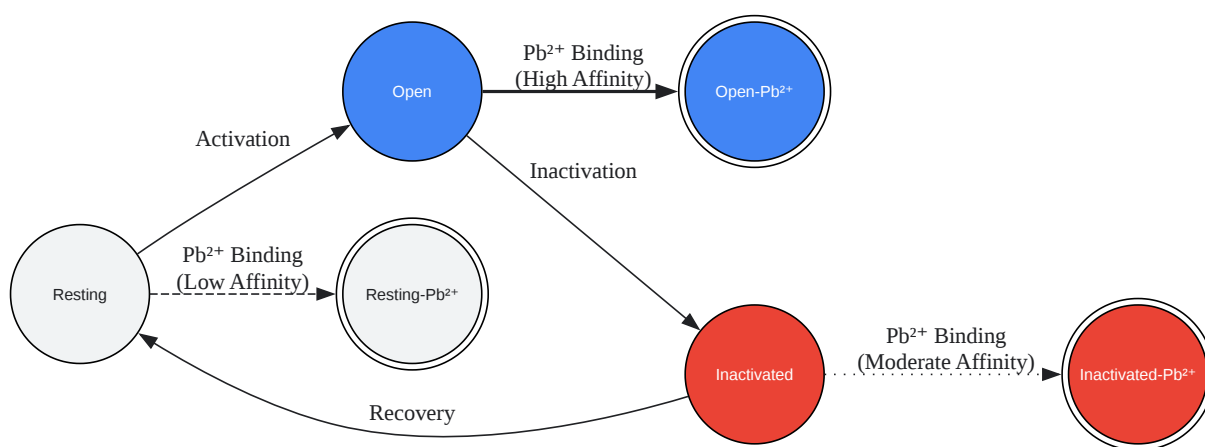 Pb²⁺ Binding
(High Affinity)
Open
Open-Pb²⁺
Activation
Inactivation
Pb²⁺ Binding
(Low Affinity)
Resting
Resting-Pb²⁺
Pb²⁺ Binding
(Moderate Affinity)
Inactivated
Inactivated-Pb²⁺
Recovery